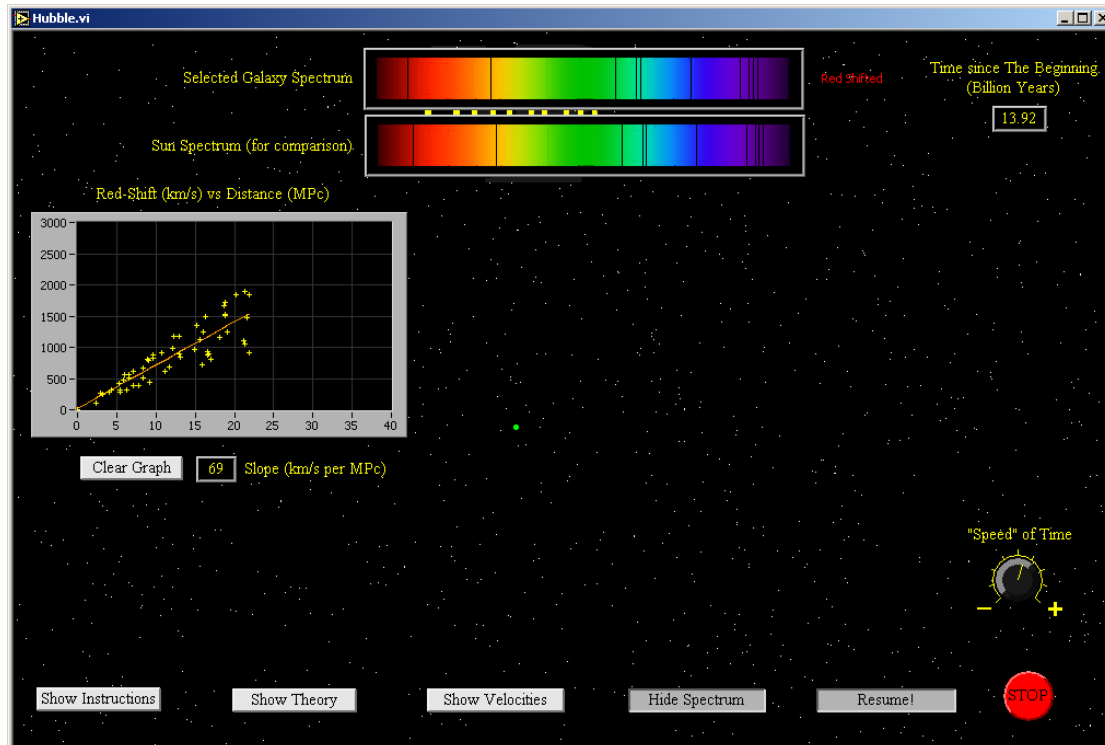 Hubble.vi
Selected Galaxy Spectrum
Red Shifted
Time since The Beginning.
(Billion Years)
13.92
Sun Spectrum (for comparison)
Red-Shift (km/s) vs Distance (MPc)
3000
2500
2000
1500
1000
500
0
0 5 10 15 20 25 30 35 40
Clear Graph 69 Slope (km/s per MPc)
"Speed" of Time
− +
Show Instructions Show Theory Show Velocities Hide Spectrum Resume! STOP